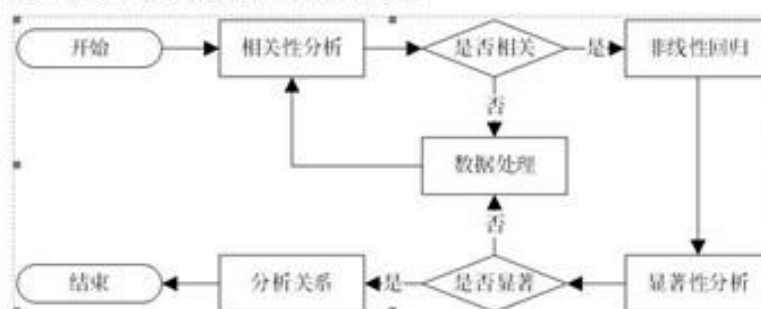 开始
相关性分析
是否相关
是
非线性回归
否
数据处理
否
结束
分析关系
是
是否显著
显著性分析